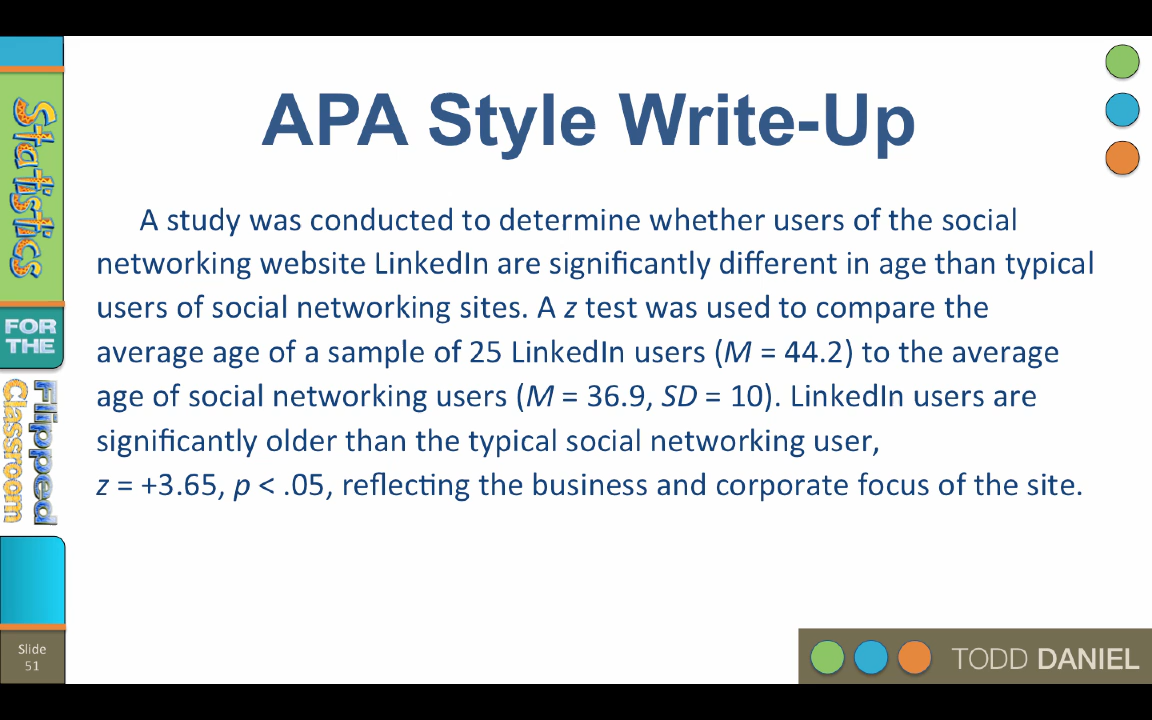 Statistics
FOR THE
Flipped
Classroom
Slide
51
APA Style Write-Up
A study was conducted to determine whether users of the social
networking website LinkedIn are significantly different in age than typical
users of social networking sites. A z test was used to compare the
average age of a sample of 25 LinkedIn users (M = 44.2) to the average
age of social networking users (M = 36.9, SD = 10). LinkedIn users are
significantly older than the typical social networking user,
z = +3.65, p < .05, reflecting the business and corporate focus of the site.
TODD DANIEL